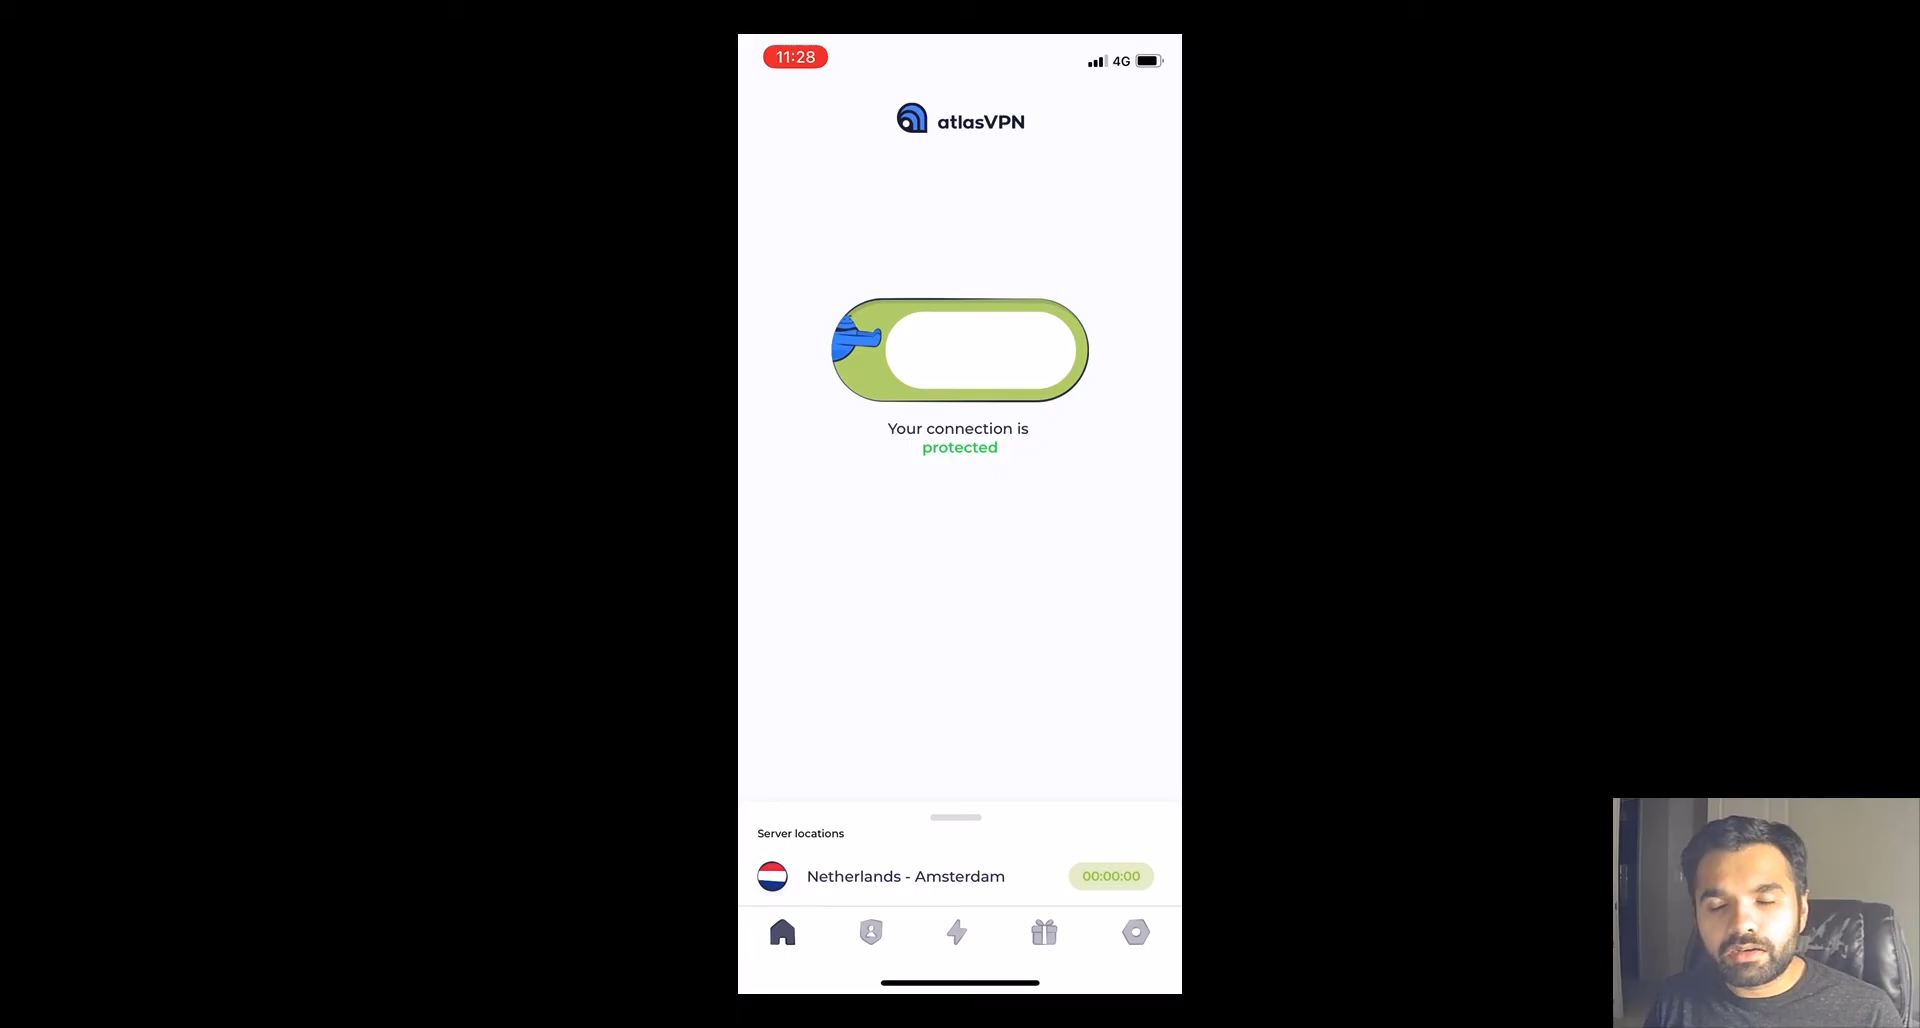 11:28
4G
atlasVPN
Your connection is
protected
Server locations
Netherlands - Amsterdam
00:00:00